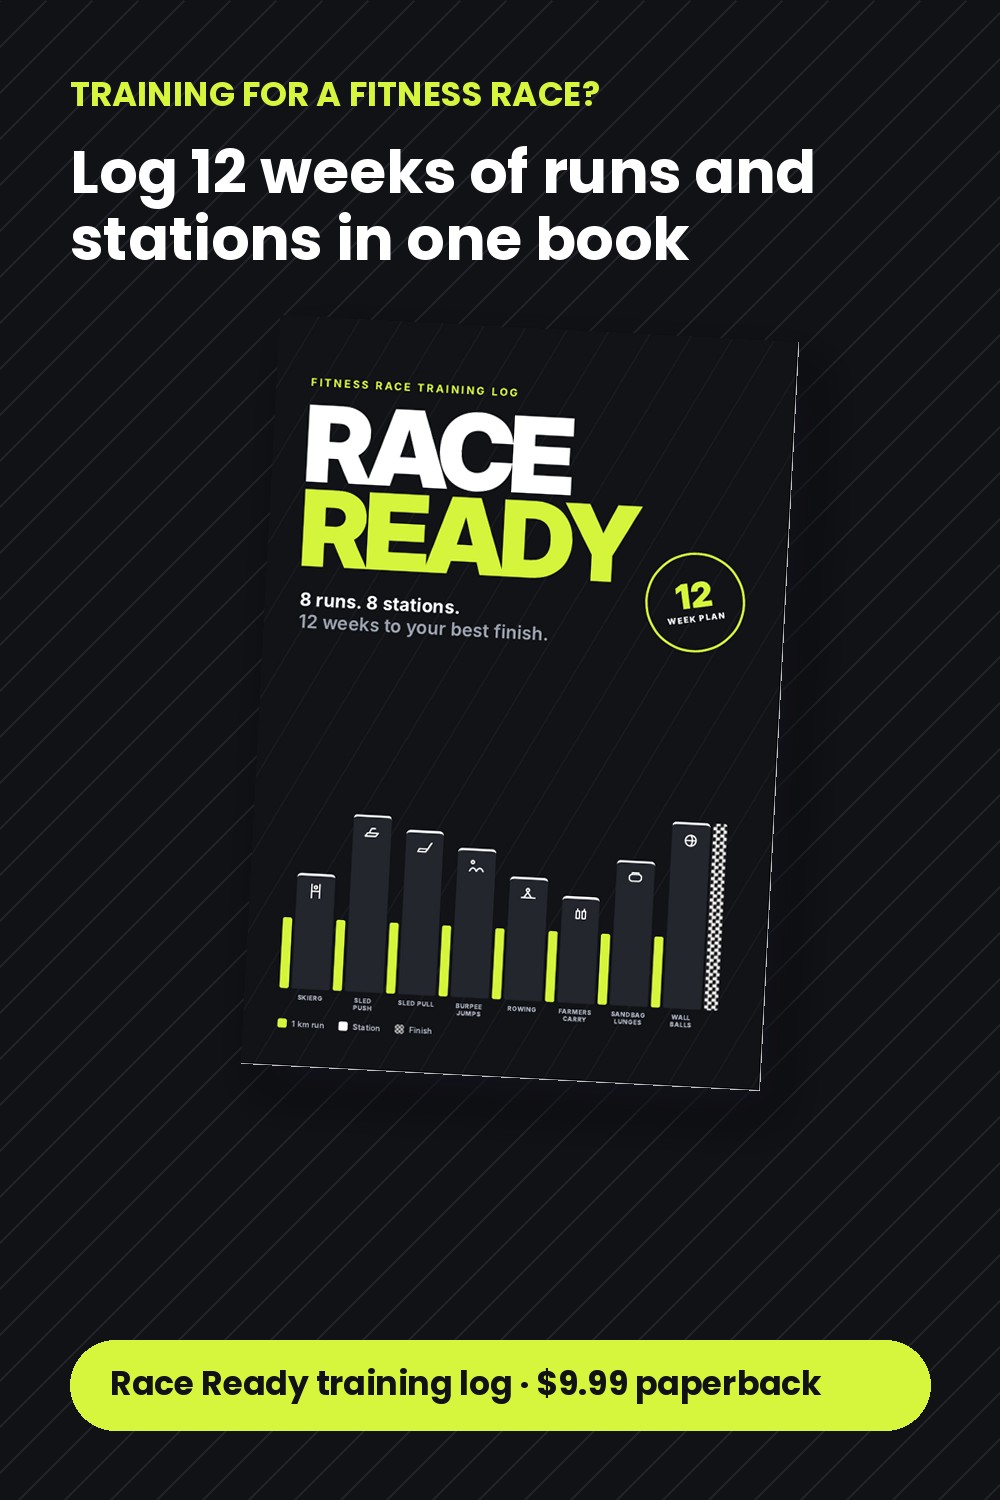 TRAINING FOR A FITNESS RACE?
Log 12 weeks of runs and
stations in one book
FITNESS RACE TRAINING LOG
RACE
READY
8 runs. 8 stations.
12 weeks to your best finish.
12
WEEK PLAN
SKIERG
SLED
PUSH
SLED PULL
BURPEE
JUMPS
ROWING
FARMERS
CARRY
SANDBAG
LUNGES
WALL
BALLS
1 km run
Station
Finish
Race Ready training log · $9.99 paperback